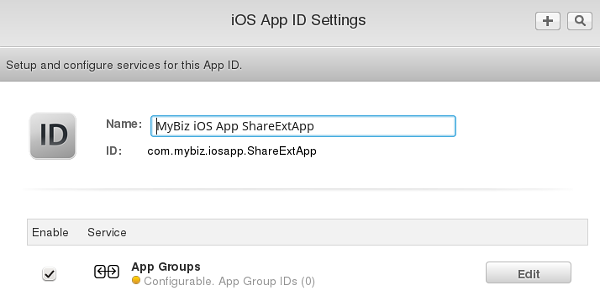 iOS App ID Settings
Setup and configure services for this App ID.
ID
Name: MyBiz iOS App ShareExtApp
ID: com.mybiz.iosapp.ShareExtApp
Enable Service
App Groups
Configurable. App Group IDs (0)
Edit